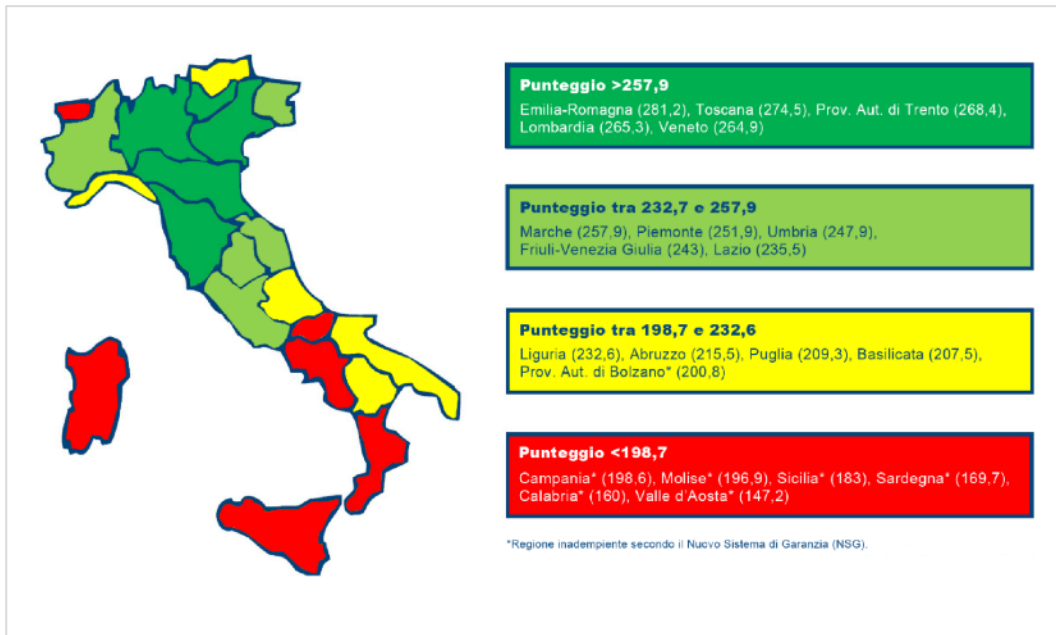 Punteggio >257,9
Emilia-Romagna (281,2), Toscana (274,5), Prov. Aut. di Trento (268,4),
Lombardia (265,3), Veneto (264,9)
Punteggio tra 232,7 e 257,9
Marche (257,9), Piemonte (251,9), Umbria (247,9),
Friuli-Venezia Giulia (243), Lazio (235,5)
Punteggio tra 198,7 e 232,6
Liguria (232,6), Abruzzo (215,5), Puglia (209,3), Basilicata (207,5),
Prov. Aut. di Bolzano* (200,8)
Punteggio <198,7
Campania* (198,6), Molise* (196,9), Sicilia* (183), Sardegna* (169,7),
Calabria* (160), Valle d'Aosta* (147,2)
*Regione inadempiente secondo il Nuovo Sistema di Garanzia (NSG).